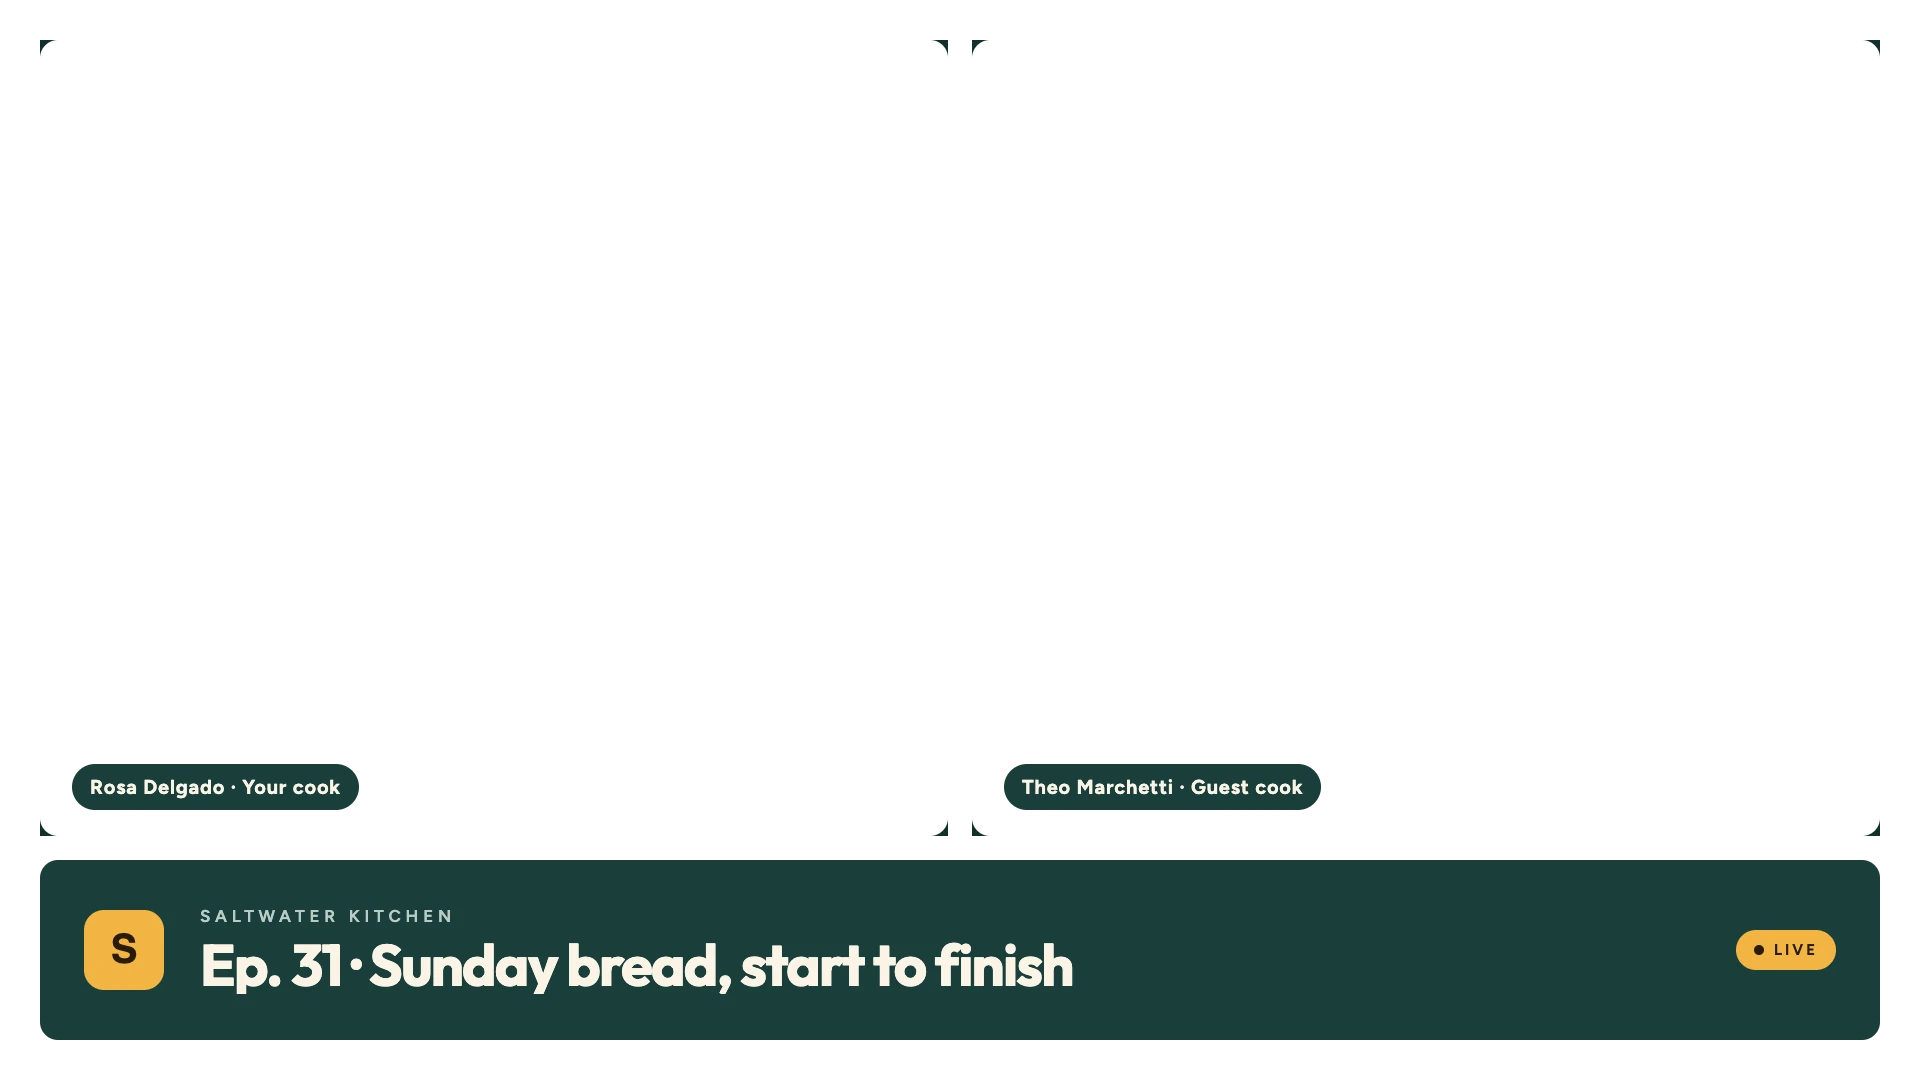 Rosa Delgado · Your cook
Theo Marchetti · Guest cook
S
SALTWATER KITCHEN
Ep. 31 · Sunday bread, start to finish
LIVE